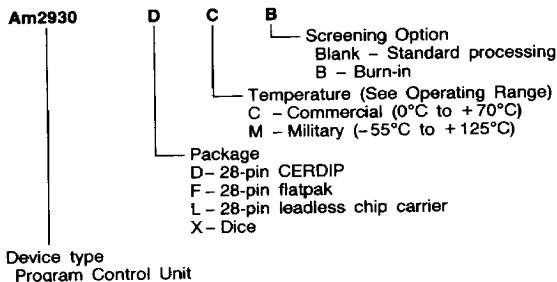 Am2930 D C B
Screening Option
Blank – Standard processing
B – Burn-in
Temperature (See Operating Range)
C – Commercial (0°C to +70°C)
M – Military (–55°C to +125°C)
Package
D – 28-pin CERDIP
F – 28-pin flatpak
L – 28-pin leadless chip carrier
X – Dice
Device type
Program Control Unit